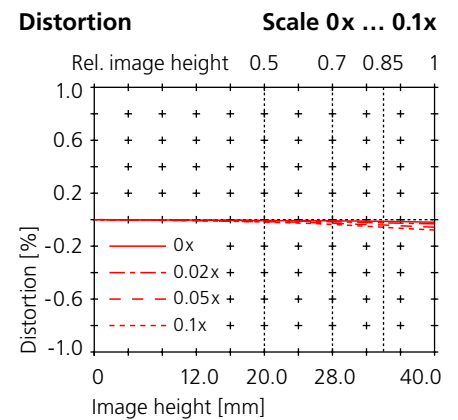 Distortion Scale 0x … 0.1x
Rel. image height 0.5 0.7 0.85 1
1.0
0.6
0.2
-0.2
-0.6
-1.0
Distortion [%]
0x
0.02x
0.05x
0.1x
0 12.0 20.0 28.0 40.0
Image height [mm]